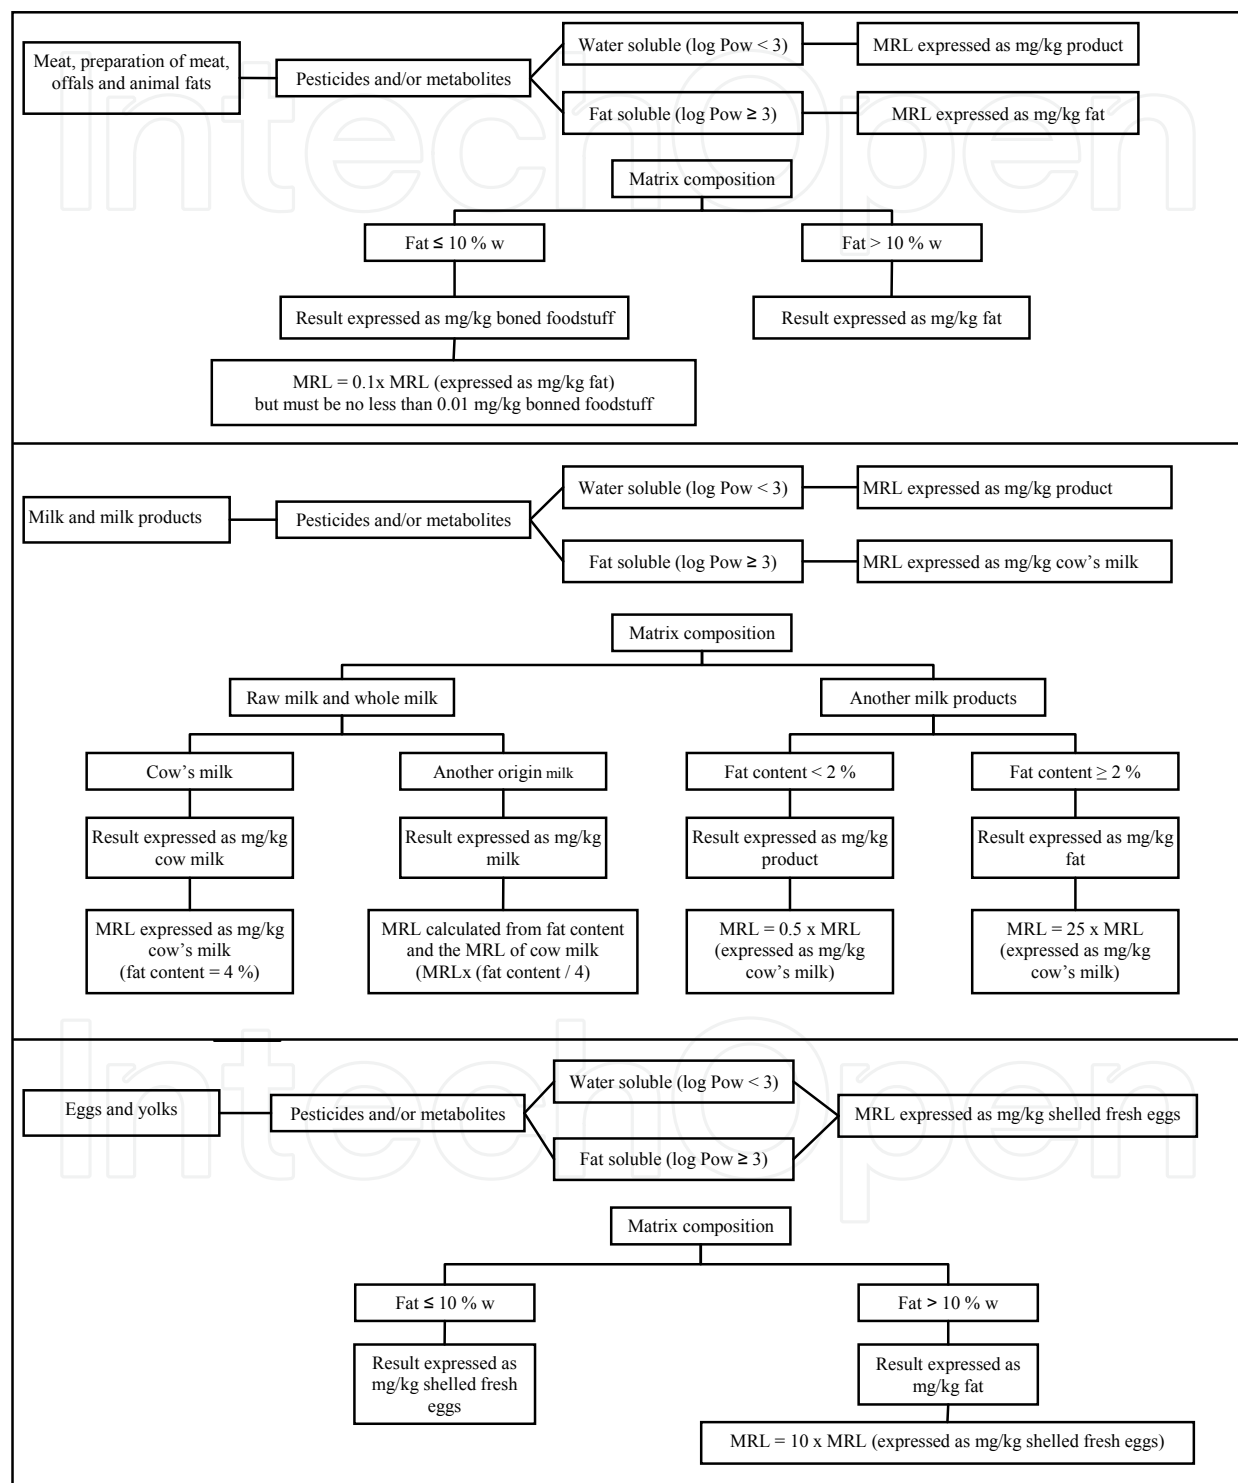 Meat, preparation of meat,
offals and animal fats
Pesticides and/or metabolites
Water soluble (log Pow < 3)
MRL expressed as mg/kg product
Fat soluble (log Pow ≥ 3)
MRL expressed as mg/kg fat
Matrix composition
Fat ≤ 10 % w
Fat > 10 % w
Result expressed as mg/kg boned foodstuff
Result expressed as mg/kg fat
MRL = 0.1x MRL (expressed as mg/kg fat)
but must be no less than 0.01 mg/kg bonned foodstuff
IntechOpen
Milk and milk products
Pesticides and/or metabolites
Water soluble (log Pow < 3)
MRL expressed as mg/kg product
Fat soluble (log Pow ≥ 3)
MRL expressed as mg/kg cow's milk
Matrix composition
Raw milk and whole milk
Another milk products
Cow's milk
Another origin milk
Fat content < 2 %
Fat content ≥ 2 %
Result expressed as mg/kg
cow milk
Result expressed as mg/kg
milk
Result expressed as mg/kg
product
Result expressed as mg/kg
fat
MRL expressed as mg/kg
cow's milk
(fat content = 4 %)
MRL calculated from fat content
and the MRL of cow milk
(MRLx (fat content / 4)
MRL = 0.5 x MRL
(expressed as mg/kg
cow's milk)
MRL = 25 x MRL
(expressed as mg/kg
cow's milk)
Eggs and yolks
Pesticides and/or metabolites
Water soluble (log Pow < 3)
Fat soluble (log Pow ≥ 3)
MRL expressed as mg/kg shelled fresh eggs
Matrix composition
Fat ≤ 10 % w
Fat > 10 % w
Result expressed as
mg/kg shelled fresh
eggs
Result expressed as
mg/kg fat
MRL = 10 x MRL (expressed as mg/kg shelled fresh eggs)
IntechOpen